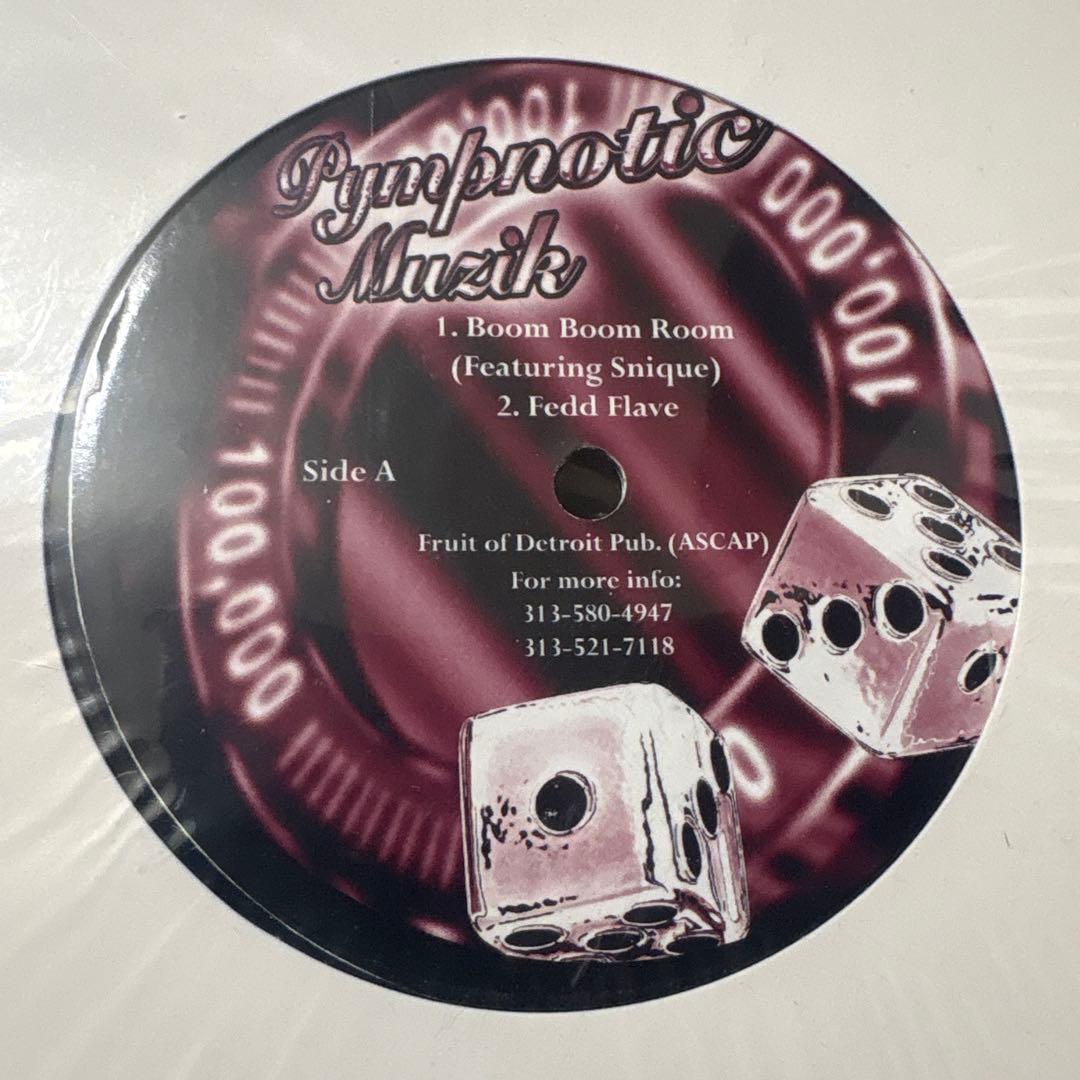 Pympnotic
Muzik
1. Boom Boom Room
(Featuring Snique)
2. Fedd Flave
Side A
Fruit of Detroit Pub. (ASCAP)
For more info:
313-580-4947
313-521-7118
100,000
100,000